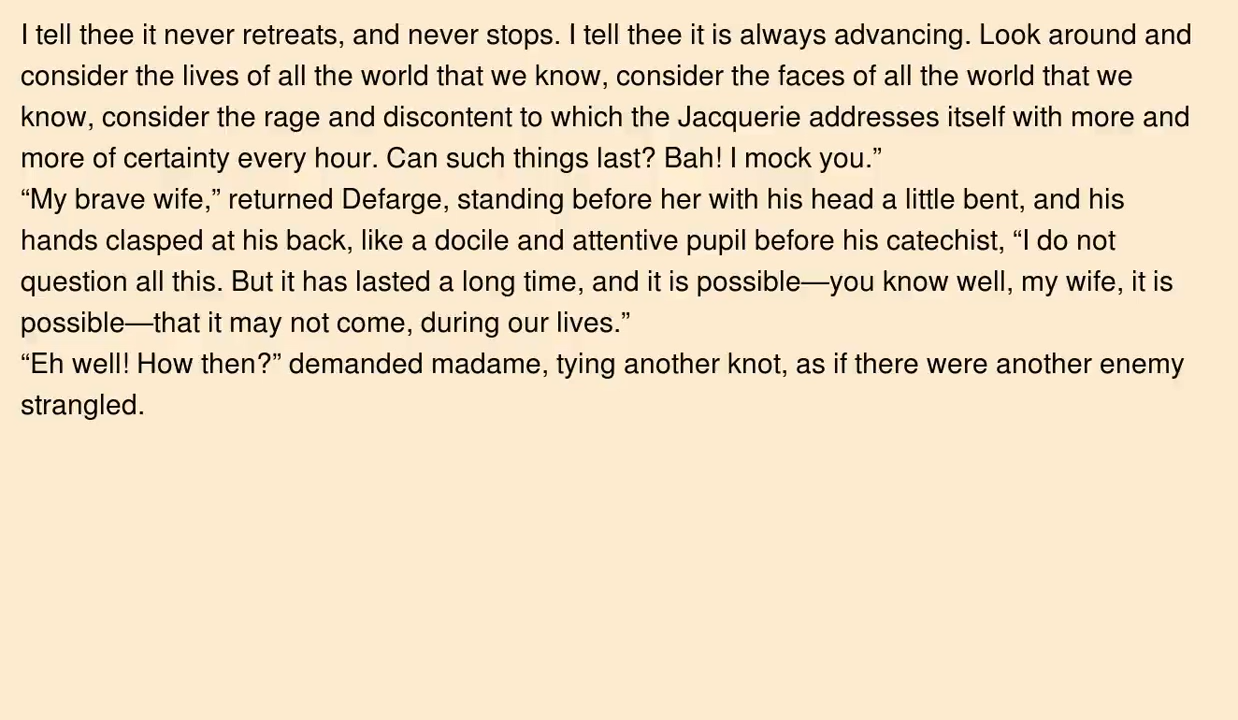 I tell thee it never retreats, and never stops. I tell thee it is always advancing. Look around and
consider the lives of all the world that we know, consider the faces of all the world that we
know, consider the rage and discontent to which the Jacquerie addresses itself with more and
more of certainty every hour. Can such things last? Bah! I mock you.”
“My brave wife,” returned Defarge, standing before her with his head a little bent, and his
hands clasped at his back, like a docile and attentive pupil before his catechist, “I do not
question all this. But it has lasted a long time, and it is possible—you know well, my wife, it is
possible—that it may not come, during our lives.”
“Eh well! How then?” demanded madame, tying another knot, as if there were another enemy
strangled.